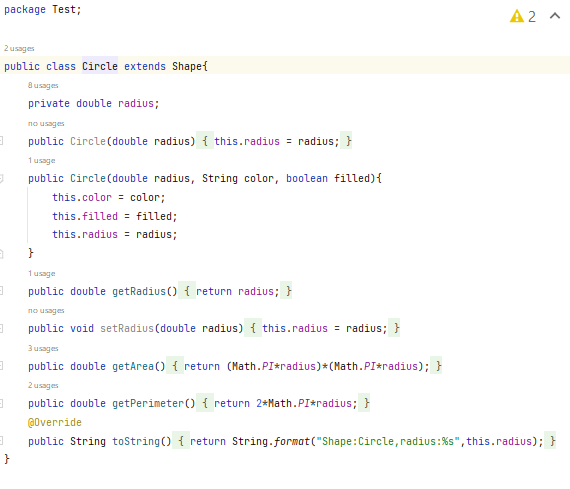 package Test;
2
2 usages
public class Circle extends Shape{
8 usages
private double radius;
no usages
public Circle(double radius) { this.radius = radius; }
1 usage
public Circle(double radius, String color, boolean filled){
this.color = color;
this.filled = filled;
this.radius = radius;
}
1 usage
public double getRadius() { return radius; }
no usages
public void setRadius(double radius) { this.radius = radius; }
3 usages
public double getArea() { return (Math.PI*radius)*(Math.PI*radius); }
2 usages
public double getPerimeter() { return 2*Math.PI*radius; }
@Override
public String toString() { return String.format("Shape:Circle,radius:%s",this.radius); }
}